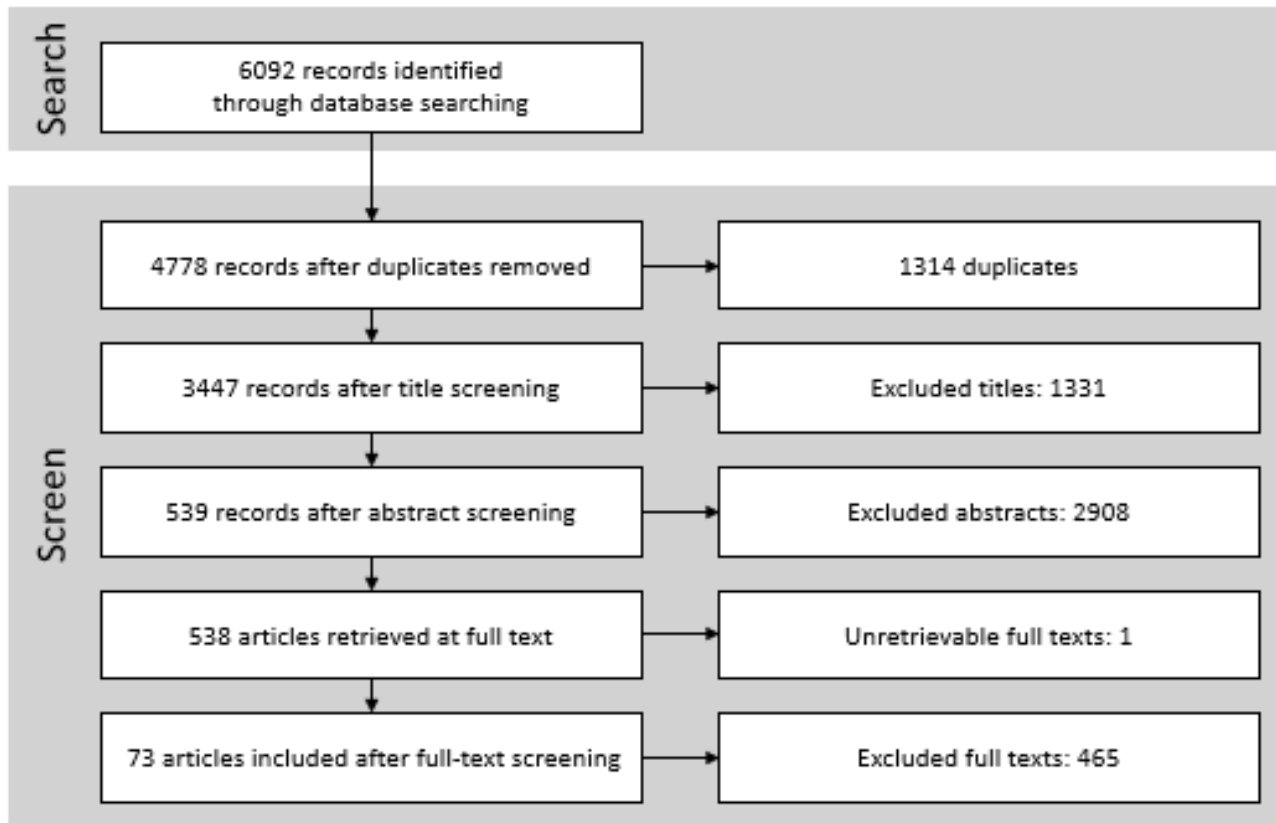 Search
6092 records identified
through database searching
Screen
4778 records after duplicates removed
1314 duplicates
3447 records after title screening
Excluded titles: 1331
539 records after abstract screening
Excluded abstracts: 2908
538 articles retrieved at full text
Unretrievable full texts: 1
73 articles included after full-text screening
Excluded full texts: 465